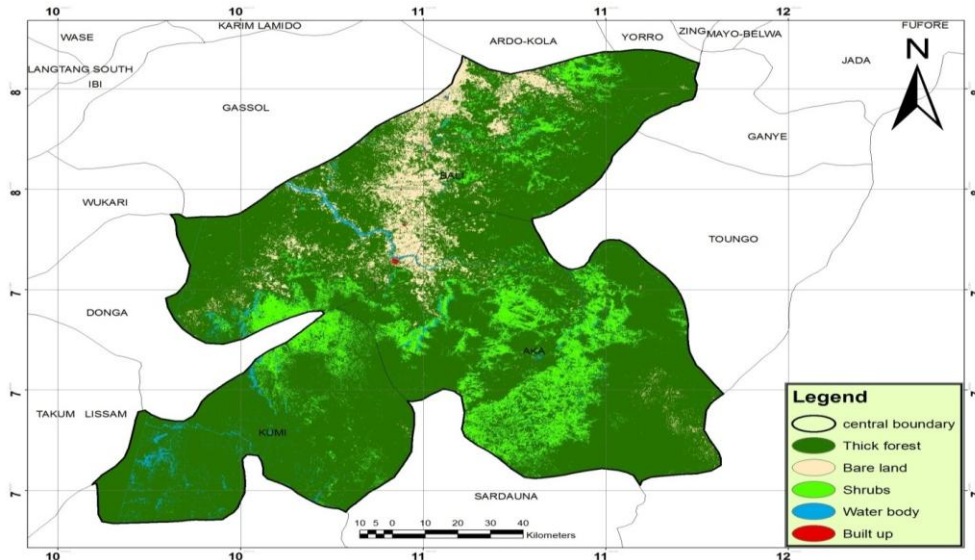 10 10 11 11 12
KARIM LAMIDO
FUFORE
WASE
ARDO-KOLA
YORRO
ZING
MAYO-BELWA
N
JADA
LANGTANG SOUTH
IBI
8
GASSOL
GANYE
BALI
8
WUKARI
TOUNGO
7
DONGA
AKA
Legend
central boundary
Thick forest
Bare land
Shrubs
Water body
Built up
7
TAKUM LISSAM
KUMI
7
SARDAUNA
10 5 0 10 20 30 40
Kilometers
10 10 11 11 12